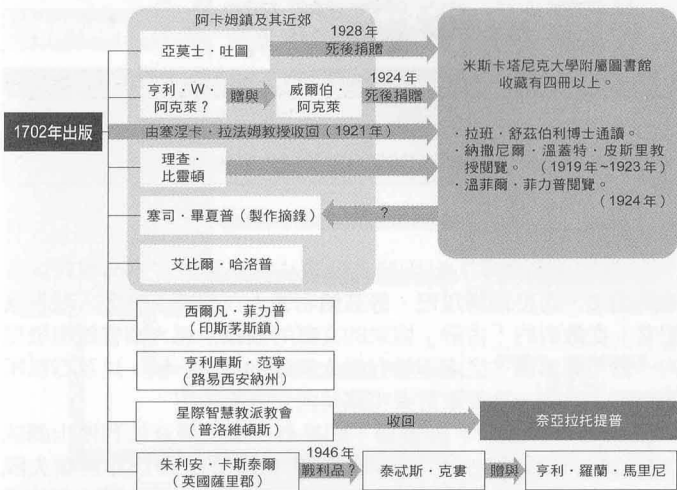 阿卡姆鎮及其近郊
1702年出版
亞莫士·吐圖
1928年
死後捐贈
亨利·W·
阿克萊？
贈與
威爾伯·
阿克萊
1924年
死後捐贈
由塞涅卡·拉法姆教授收回（1921年）
理查·
比靈頓
塞司·畢夏普（製作摘錄）
？
艾比爾·哈洛普
米斯卡塔尼克大學附屬圖書館
收藏有四冊以上。
·拉班·舒茲伯利博士通讀。
·納撒尼爾·溫蓋特·皮斯里教
授閱覽。（1919年~1923年）
·溫菲爾·菲力普閱覽。
（1924年）
西爾凡·菲力普
（印斯茅斯鎮）
亨利庫斯·范寧
（路易西安納州）
星際智慧教派教會
（普洛維頓斯）
收回
奈亞拉托提普
朱利安·卡斯泰爾
（英國薩里郡）
1946年
戰利品？
泰忒斯·克婁
贈與
亨利·羅蘭·馬里尼